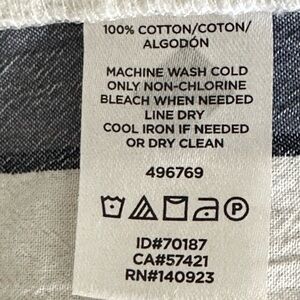 100% COTTON/COTON/
ALGODÓN
MACHINE WASH COLD
ONLY NON-CHLORINE
BLEACH WHEN NEEDED
LINE DRY
COOL IRON IF NEEDED
OR DRY CLEAN
496769
P
ID#70187
CA#57421
RN#140923